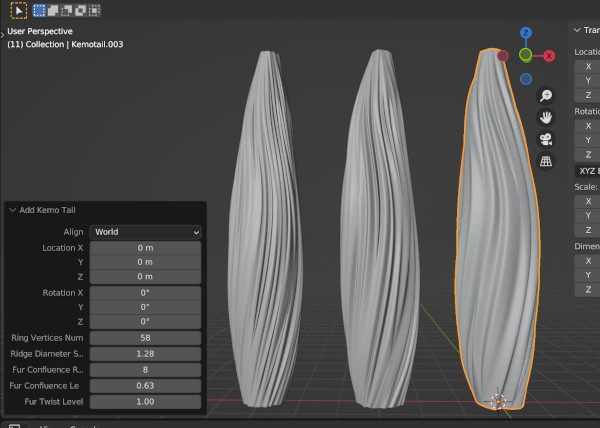 User Perspective
(11) Collection | Kemotail.003
Z
X
Tran
Locatio
X
Y
Z
Rotatio
X
Y
Z
XYZ E
Scale:
X
Y
Z
Dimen
X
Y
Z
Add Kemo Tail
Align World
Location X 0 m
Y 0 m
Z 0 m
Rotation X 0°
Y 0°
Z 0°
Ring Vertices Num 58
Ridge Diameter S... 1.28
Fur Confluence R... 8
Fur Confluence Le 0.63
Fur Twist Level 1.00